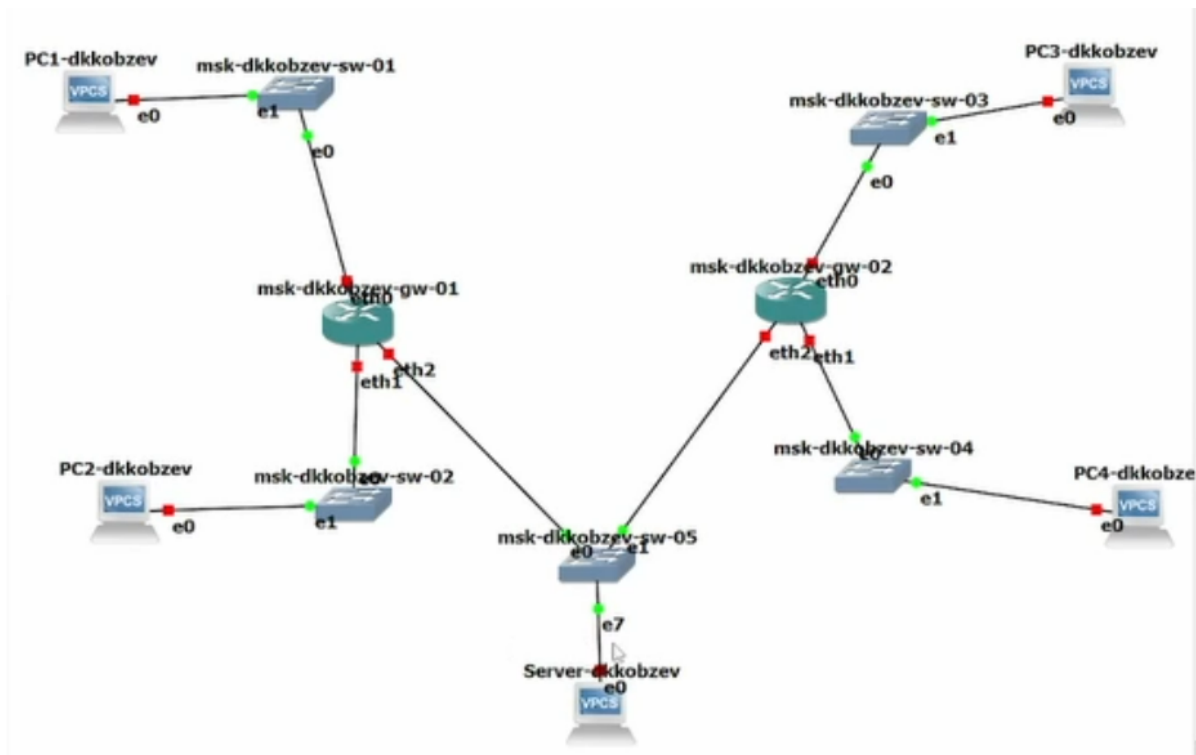 PC1-dkkobzev
msk-dkkobzev-sw-01
VPCS
e0
e1
e0
PC3-dkkobzev
msk-dkkobzev-sw-03
VPCS
e0
e1
e0
msk-dkkobzev-gw-01
eth0
eth1
eth2
msk-dkkobzev-gw-02
eth0
eth2
eth1
PC2-dkkobzev
msk-dkkobzev-sw-02
VPCS
e0
e1
e0
msk-dkkobzev-sw-04
e0
e1
PC4-dkkobze
VPCS
e0
msk-dkkobzev-sw-05
e0
e1
e7
Server-dkkobzev
e0
VPCS